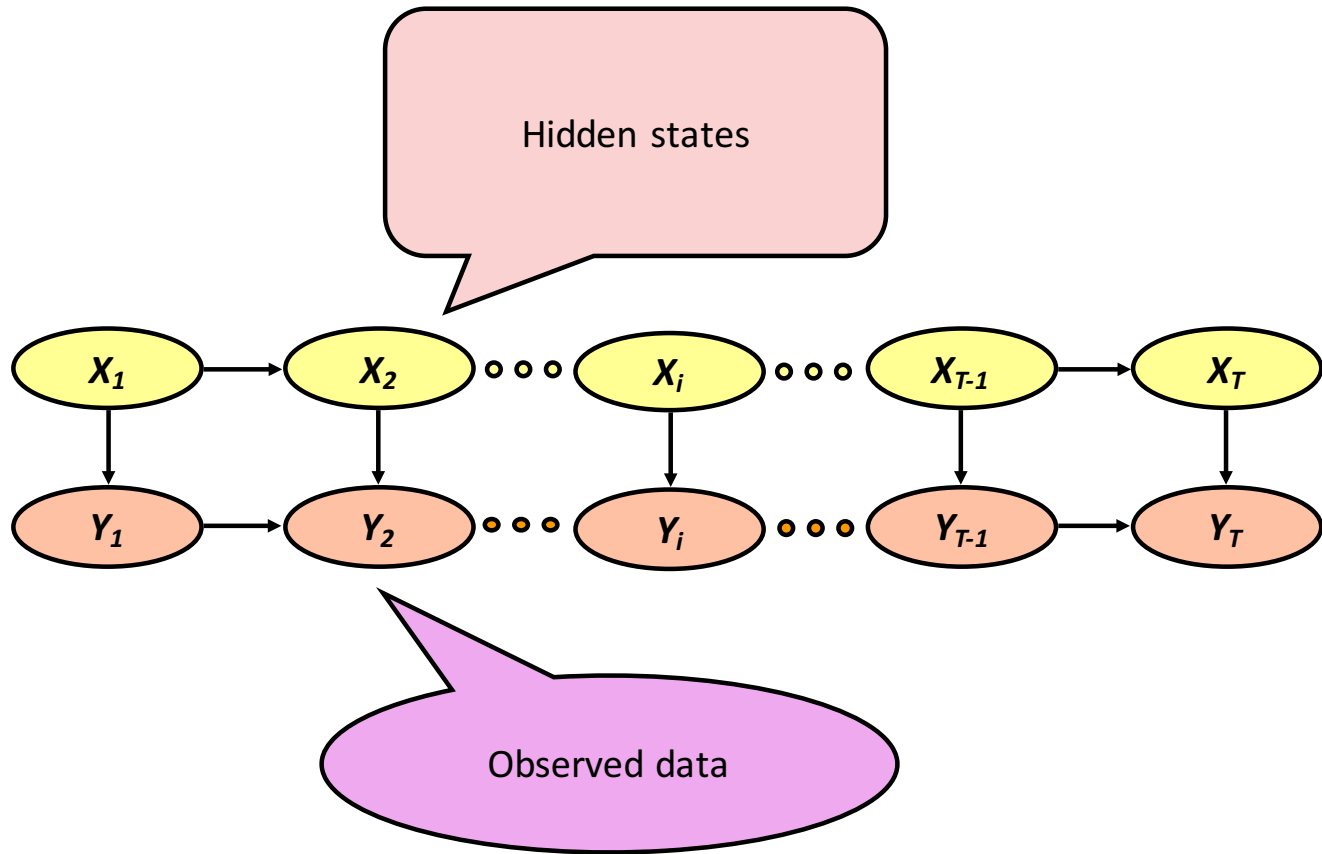 Hidden states
X1 X2 Xi XT-1 XT
Y1 Y2 Yi YT-1 YT
Observed data